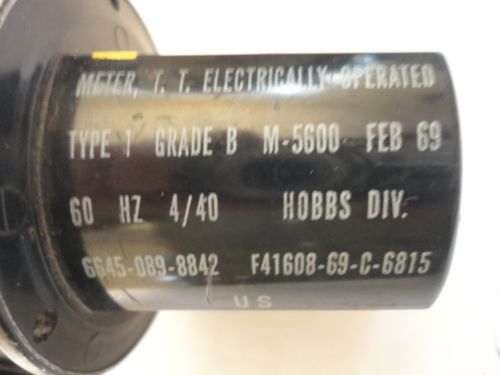 METER, T. T. ELECTRICALLY OPERATED
TYPE 1 GRADE B M-5600 FEB 69
60 HZ 4/40 HOBBS DIV.
6645-089-8842 F41608-69-C-6815
US